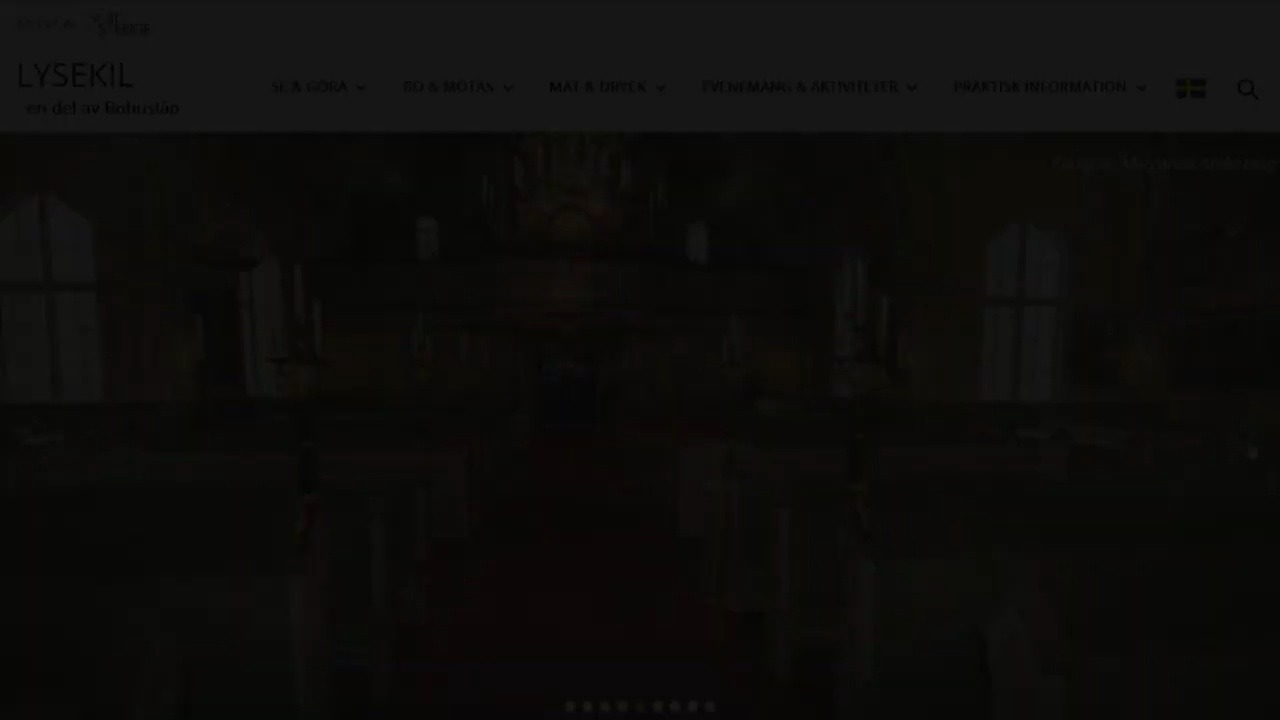 LYSEKIL
en del av Bohuslän
SE & GÖRA
BO & MÖTAS
MAT & DRYCK
EVENEMANG & AKTIVITETER
PRAKTISK INFORMATION